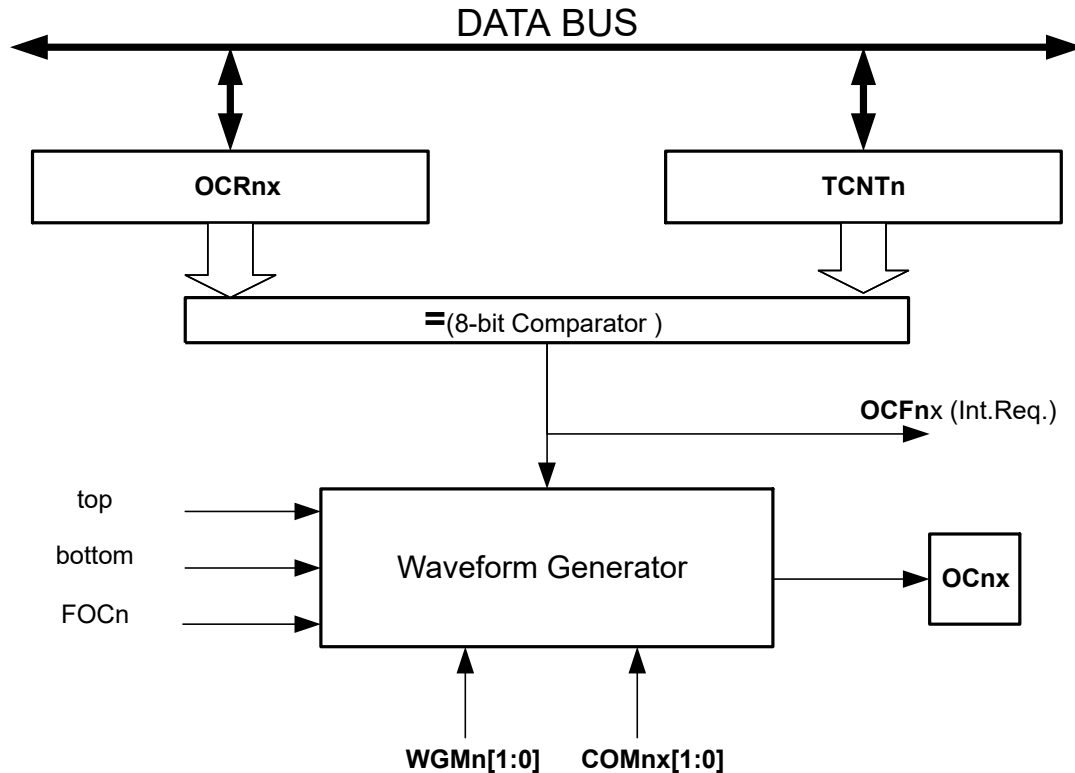 DATA BUS
OCRnx
TCNTn
=(8-bit Comparator )
OCFnx (Int.Req.)
top
bottom
FOCn
Waveform Generator
OCnx
WGMn[1:0]
COMnx[1:0]